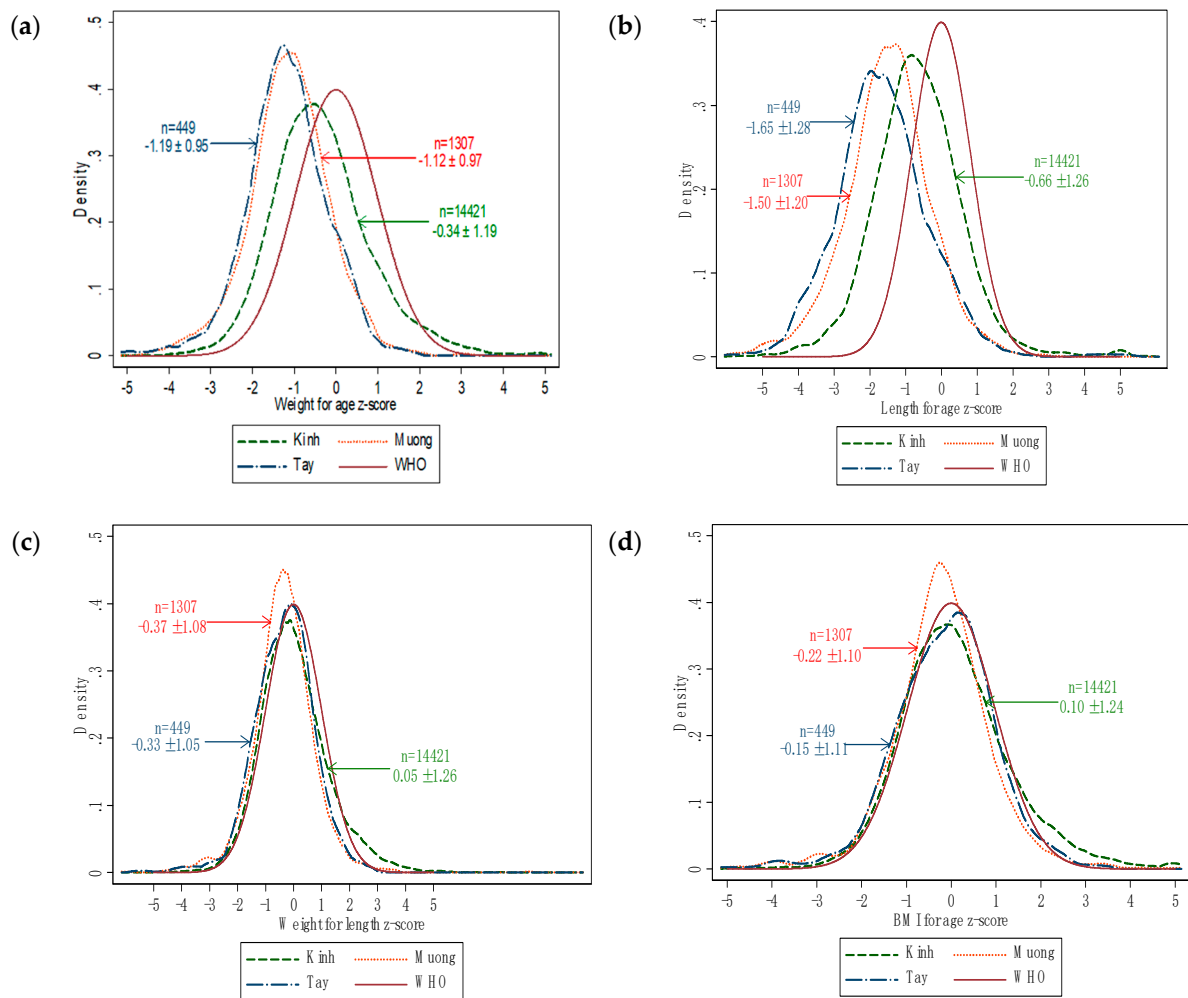 (a)
Density
.5
.4
.3
.2
.1
0
n=449
-1.19 ± 0.95
n=1307
-1.12 ± 0.97
n=14421
-0.34 ± 1.19
-5 -4 -3 -2 -1 0 1 2 3 4 5
Weight for age z-score
Kinh Muong
Tay WHO
(b)
Density
.4
.3
.2
.1
0
n=449
-1.65 ±1.28
n=1307
-1.50 ±1.20
n=14421
-0.66 ±1.26
-5 -4 -3 -2 -1 0 1 2 3 4 5
Length for age z-score
Kinh Muong
Tay WHO
(c)
Density
.5
.4
.3
.2
.1
0
n=1307
-0.37 ±1.08
n=449
-0.33 ±1.05
n=14421
0.05 ±1.26
-5 -4 -3 -2 -1 0 1 2 3 4 5
Weight for length z-score
Kinh Muong
Tay WHO
(d)
Density
.5
.4
.3
.2
.1
0
n=1307
-0.22 ±1.10
n=14421
0.10 ±1.24
n=449
-0.15 ±1.11
-5 -4 -3 -2 -1 0 1 2 3 4 5
BMI for age z-score
Kinh Muong
Tay WHO